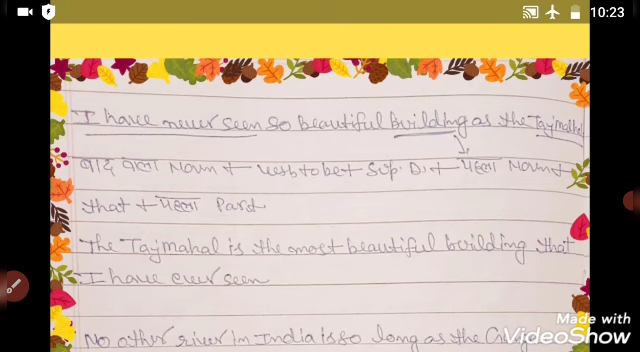 10:23
I have never seen so beautiful building as the Tajmahal
बाद वाला Noun + verb to be + Sup. D. + पहला Noun +
that + पहला Part
The Tajmahal is the most beautiful building that
I have ever seen
No other river in India is so long as the
Made with
VideoShow